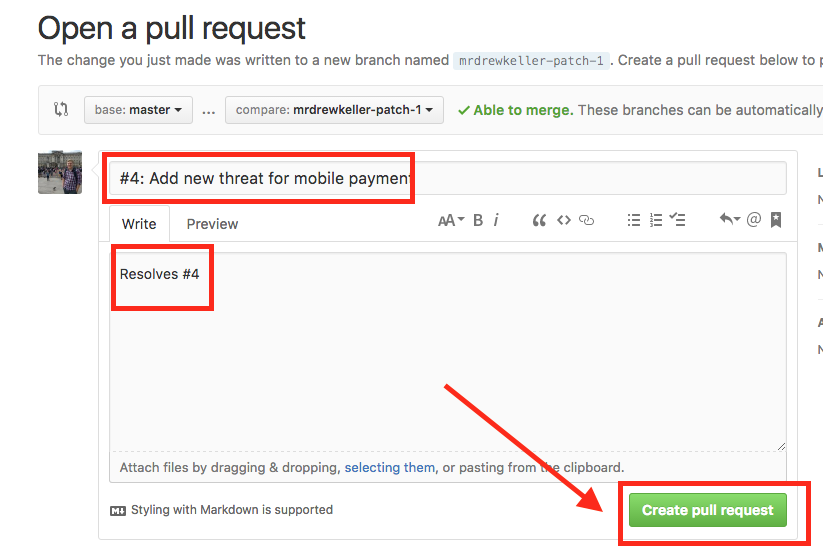 Open a pull request
The change you just made was written to a new branch named mrdrewkeller-patch-1 . Create a pull request below to
base: master ... compare: mrdrewkeller-patch-1 ✓ Able to merge. These branches can be automatically
#4: Add new threat for mobile payment
Write Preview AA B i @
Resolves #4
Attach files by dragging & dropping, selecting them, or pasting from the clipboard.
Styling with Markdown is supported
Create pull request